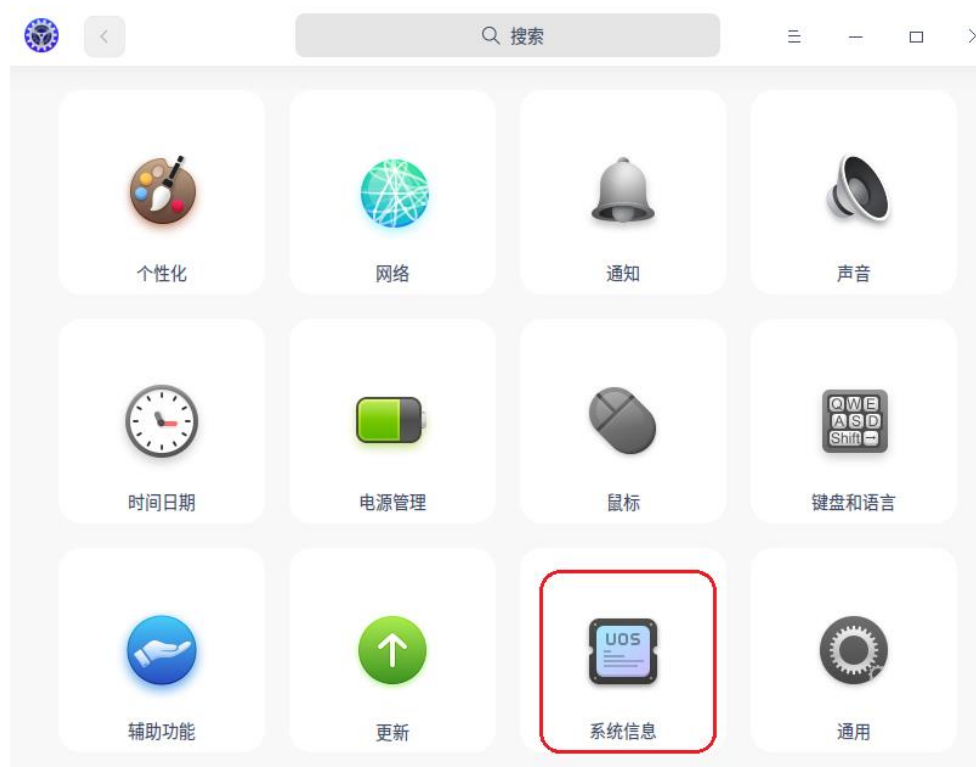 搜索
个性化
网络
通知
声音
QWE
ASD
Shift→
时间日期
电源管理
鼠标
键盘和语言
UOS
辅助功能
更新
系统信息
通用